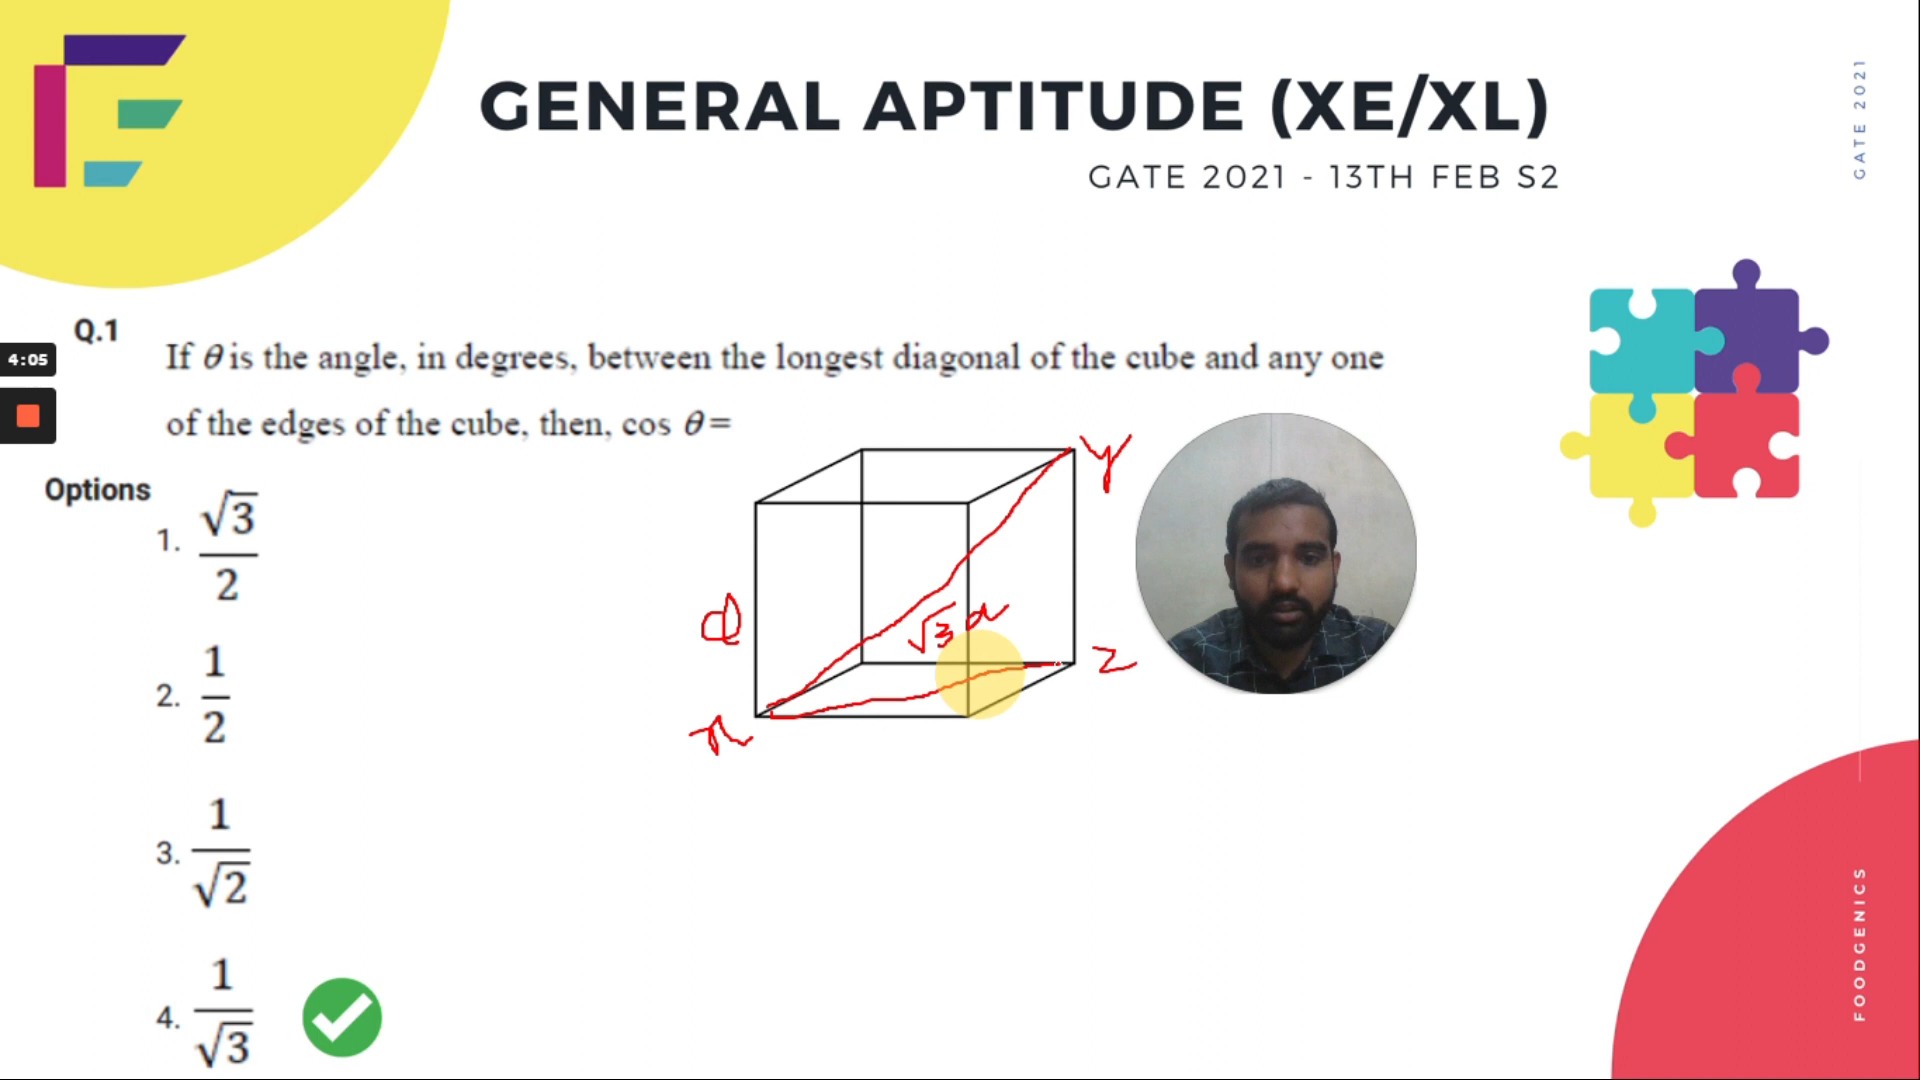 GENERAL APTITUDE (XE/XL)
GATE 2021 - 13TH FEB S2
GATE 2021
Q.1
4:05
If θ is the angle, in degrees, between the longest diagonal of the cube and any one
of the edges of the cube, then, cos θ =
Options
1. √3/2
2. 1/2
3. 1/√2
4. 1/√3
y
√3 a
z
x
FOODGENICS